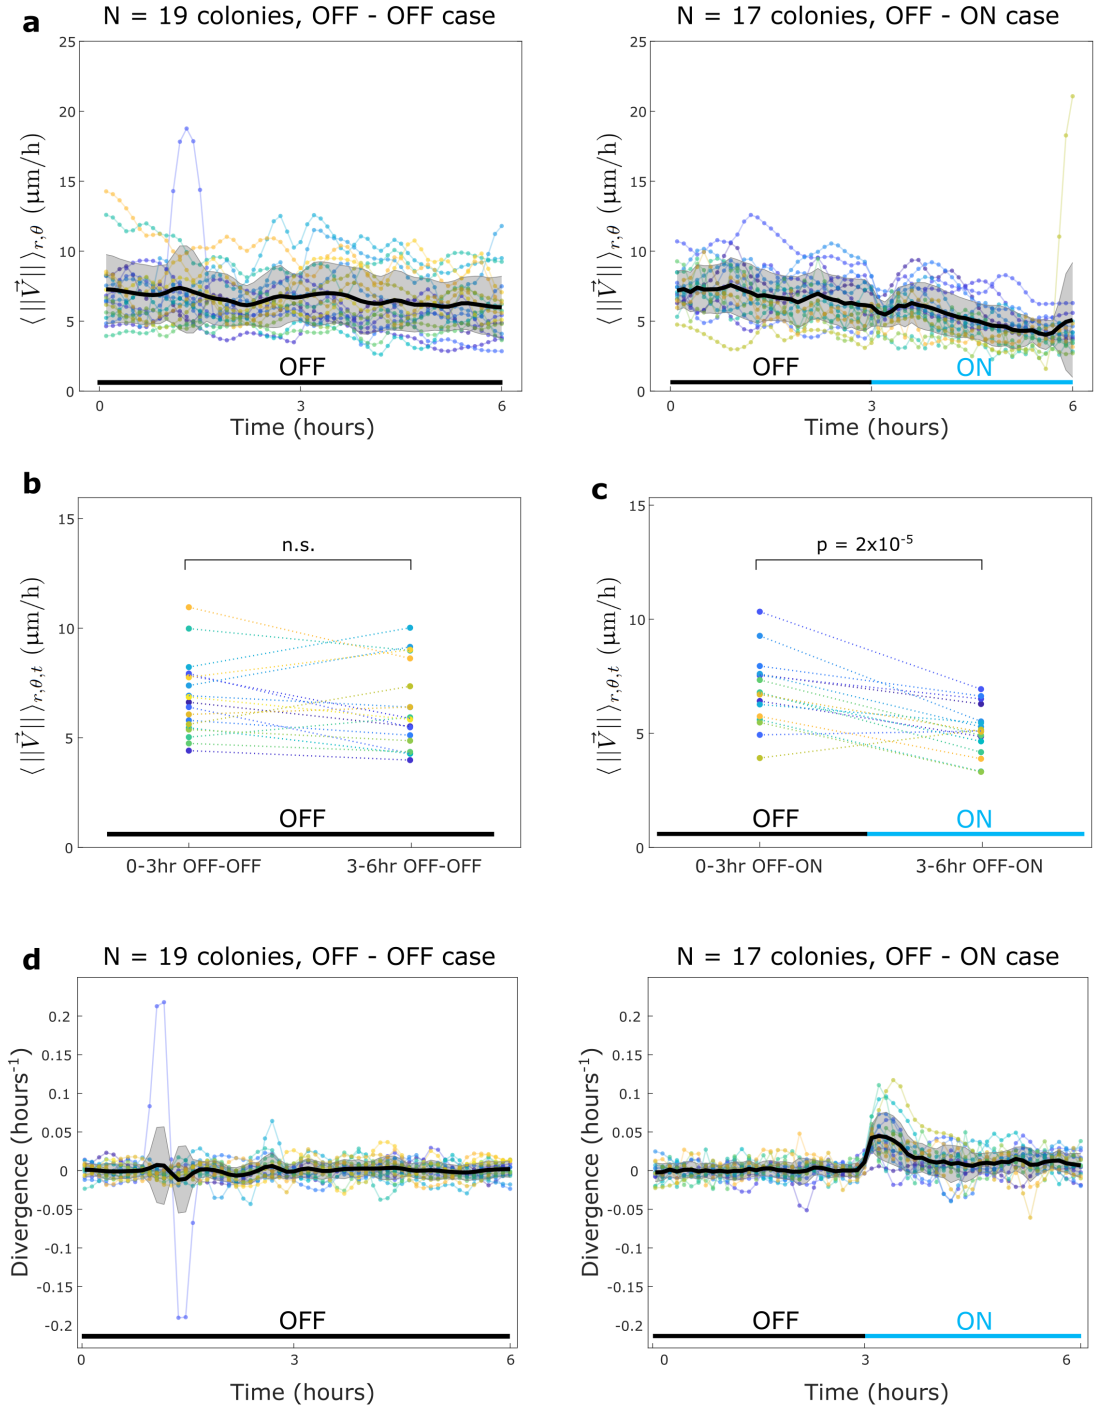 a
N = 19 colonies, OFF - OFF case
25
20
15
10
5
0
⟨||V⃗||⟩r,θ (μm/h)
OFF
0 3 6
Time (hours)
N = 17 colonies, OFF - ON case
25
20
15
10
5
0
⟨||V⃗||⟩r,θ (μm/h)
OFF ON
0 3 6
Time (hours)
b
15
10
5
0
⟨||V⃗||⟩r,θ,t (μm/h)
n.s.
OFF
0-3hr OFF-OFF 3-6hr OFF-OFF
c
15
10
5
0
⟨||V⃗||⟩r,θ,t (μm/h)
p = 2x10⁻⁵
OFF ON
0-3hr OFF-ON 3-6hr OFF-ON
d
N = 19 colonies, OFF - OFF case
0.2
0.15
0.1
0.05
0
-0.05
-0.1
-0.15
-0.2
Divergence (hours⁻¹)
OFF
0 3 6
Time (hours)
N = 17 colonies, OFF - ON case
0.2
0.15
0.1
0.05
0
-0.05
-0.1
-0.15
-0.2
Divergence (hours⁻¹)
OFF ON
0 3 6
Time (hours)